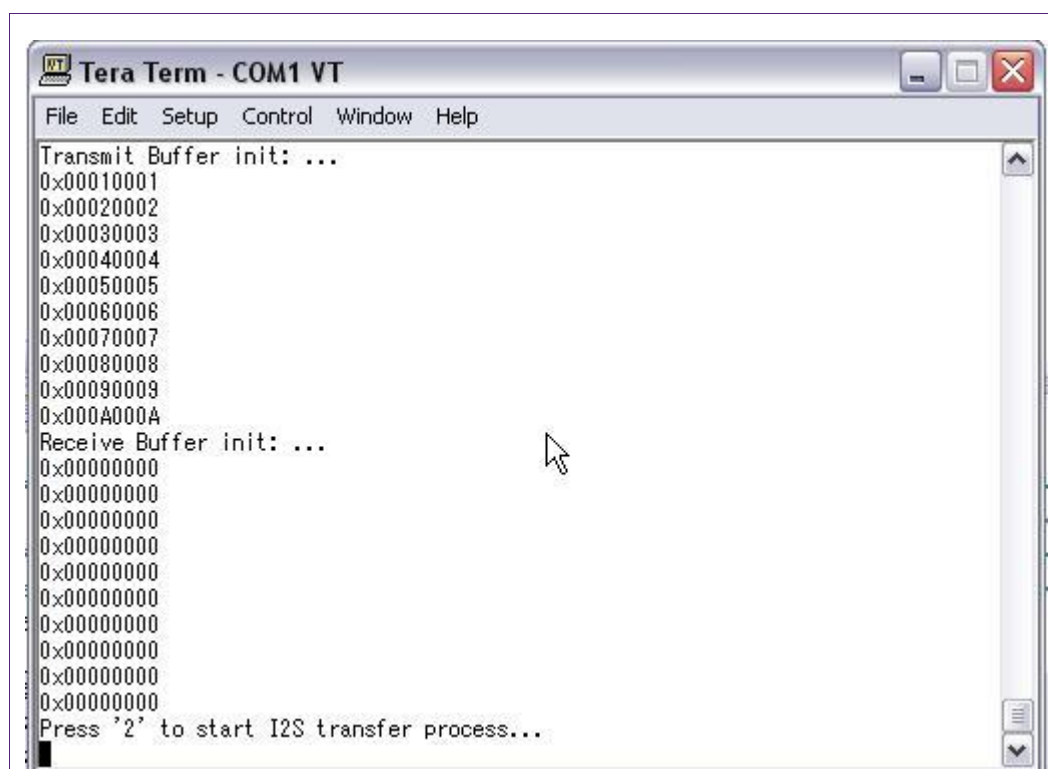 Tera Term - COM1 VT
File Edit Setup Control Window Help
Transmit Buffer init: ...
0x00010001
0x00020002
0x00030003
0x00040004
0x00050005
0x00060006
0x00070007
0x00080008
0x00090009
0x000A000A
Receive Buffer init: ...
0x00000000
0x00000000
0x00000000
0x00000000
0x00000000
0x00000000
0x00000000
0x00000000
0x00000000
0x00000000
Press '2' to start I2S transfer process...